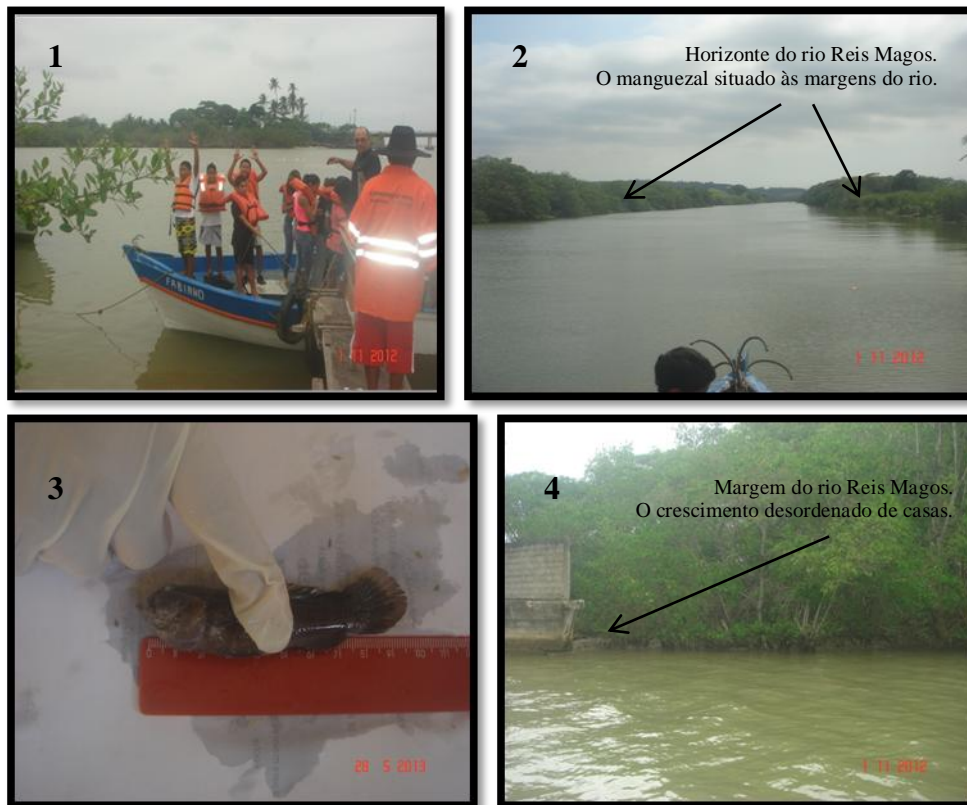 1
FABINHO
1 11 2012
2
Horizonte do rio Reis Magos.
O manguezal situado às margens do rio.
1 11 2012
3
28 5 2013
4
Margem do rio Reis Magos.
O crescimento desordenado de casas.
1 11 2012